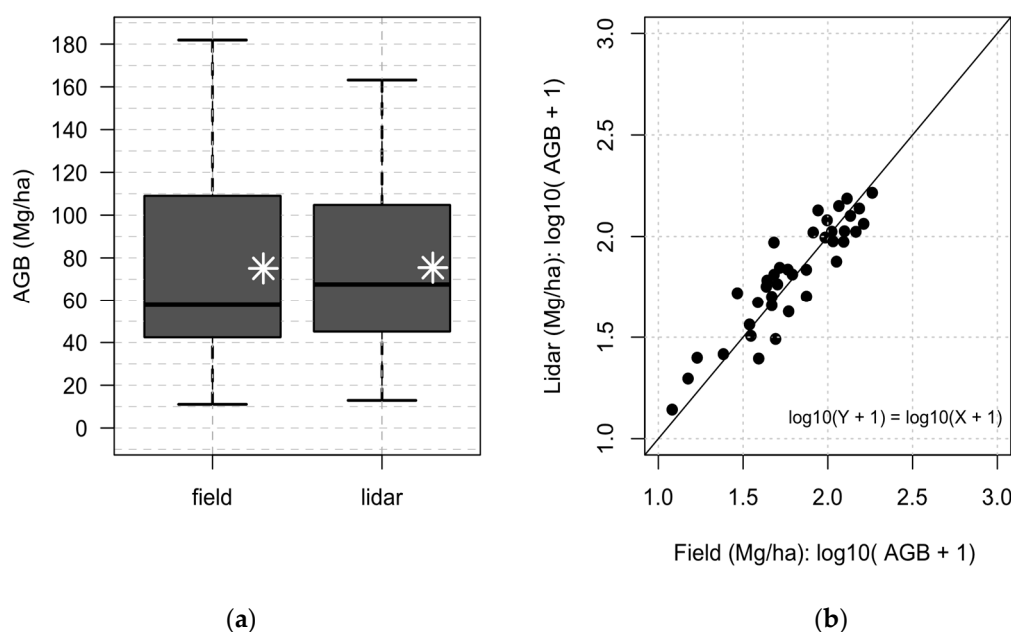 AGB (Mg/ha)
180
160
140
120
100
80
60
40
20
0
field
lidar
(a)
Lidar (Mg/ha): log10( AGB + 1)
3.0
2.5
2.0
1.5
1.0
log10(Y + 1) = log10(X + 1)
1.0 1.5 2.0 2.5 3.0
Field (Mg/ha): log10( AGB + 1)
(b)